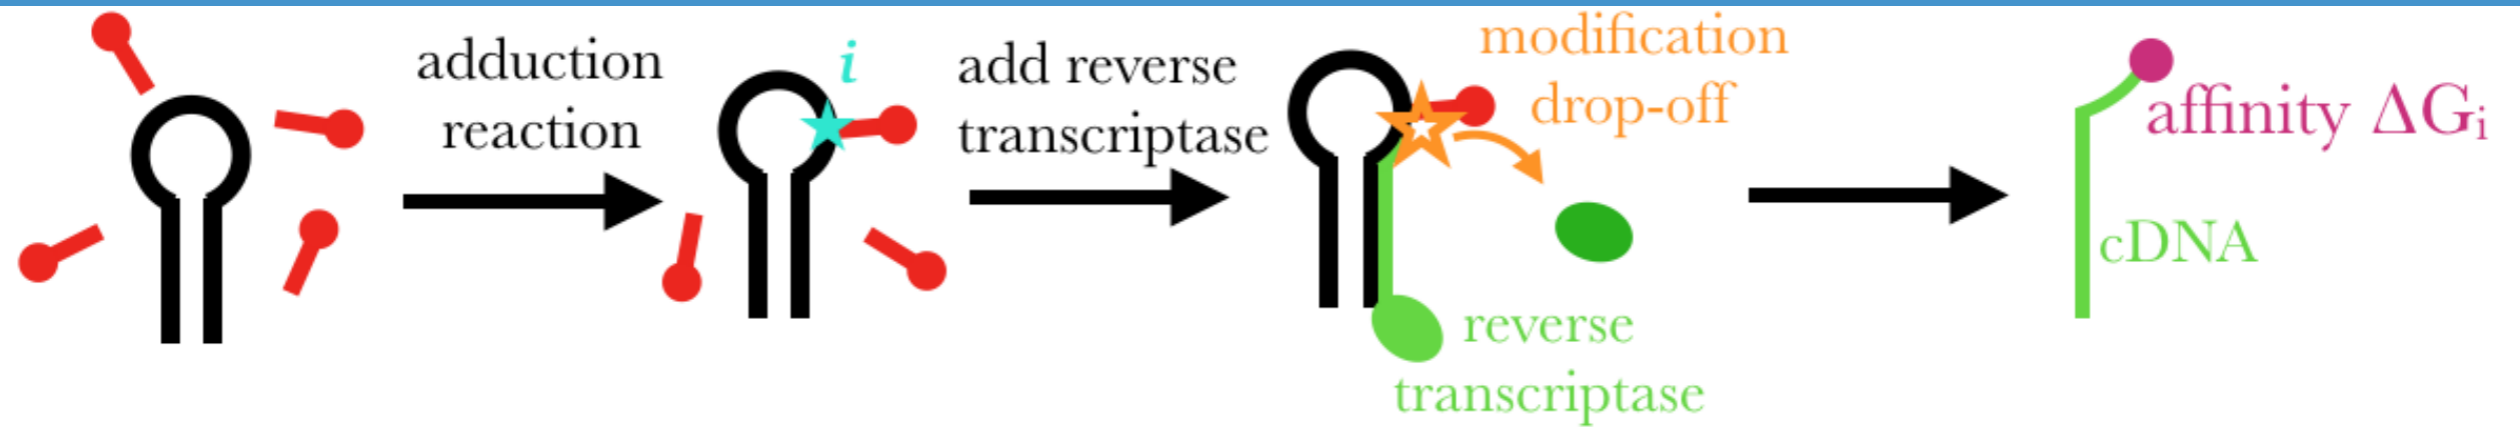 adduction
reaction
i
add reverse
transcriptase
modification
drop-off
reverse
transcriptase
affinity ΔGi
cDNA